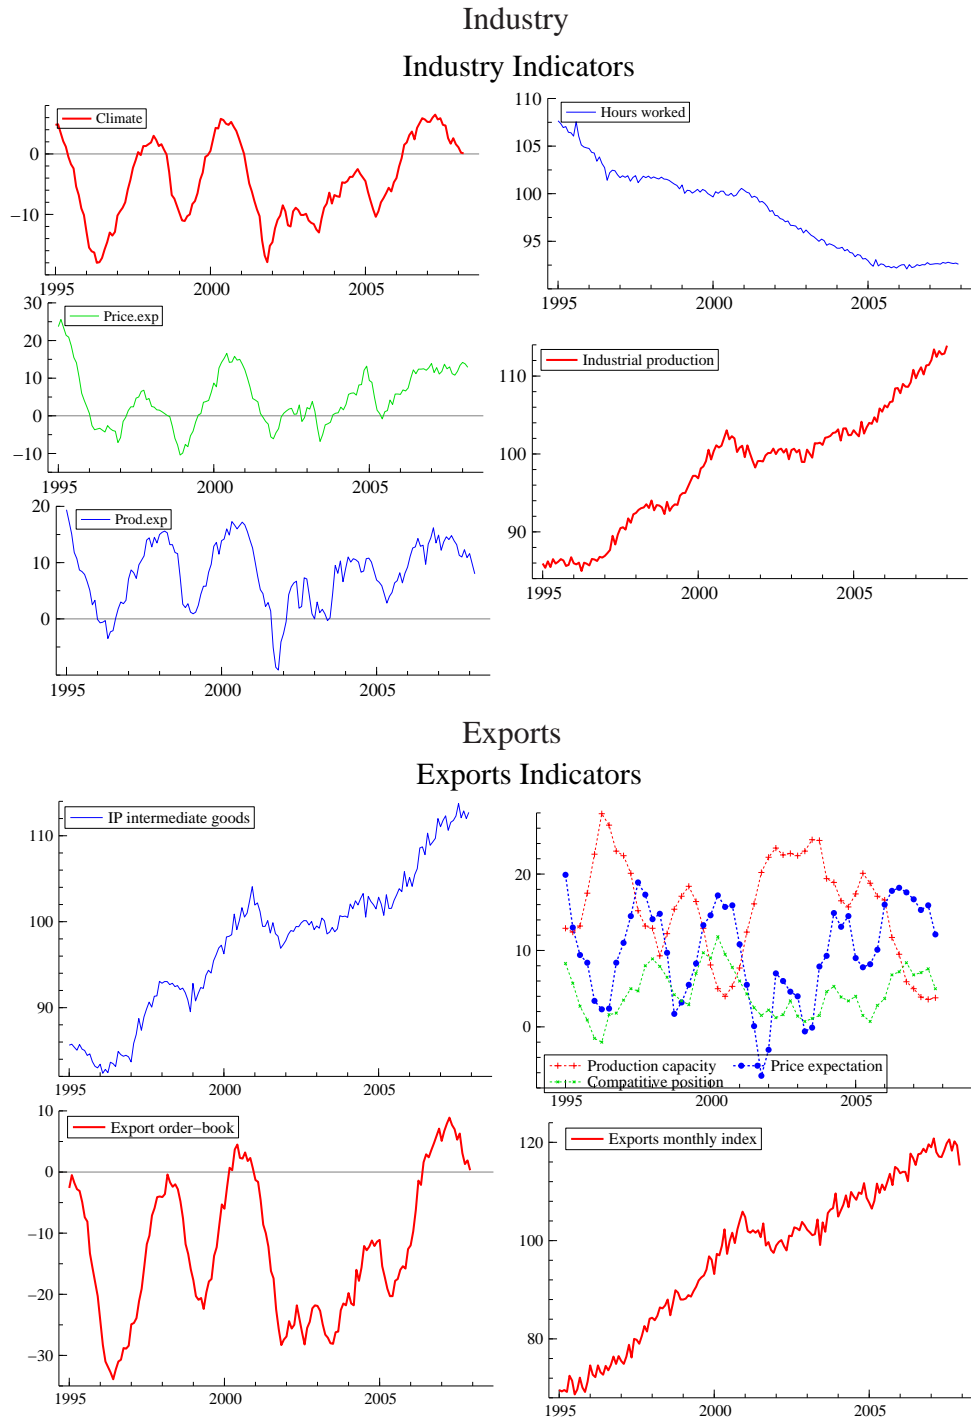 Industry
Industry Indicators
Climate
0
−10
1995 2000 2005
Hours worked
110
105
100
95
1995 2000 2005
Price.exp
30
20
10
0
−10
1995 2000 2005
Industrial production
110
100
90
1995 2000 2005
Prod.exp
20
10
0
1995 2000 2005
Exports
Exports Indicators
IP intermediate goods
110
100
90
1995 2000 2005
20
10
0
Production capacity Price expectation
Compatitive position
1995 2000 2005
Export order−book
10
0
−10
−20
−30
1995 2000 2005
Exports monthly index
120
100
80
1995 2000 2005